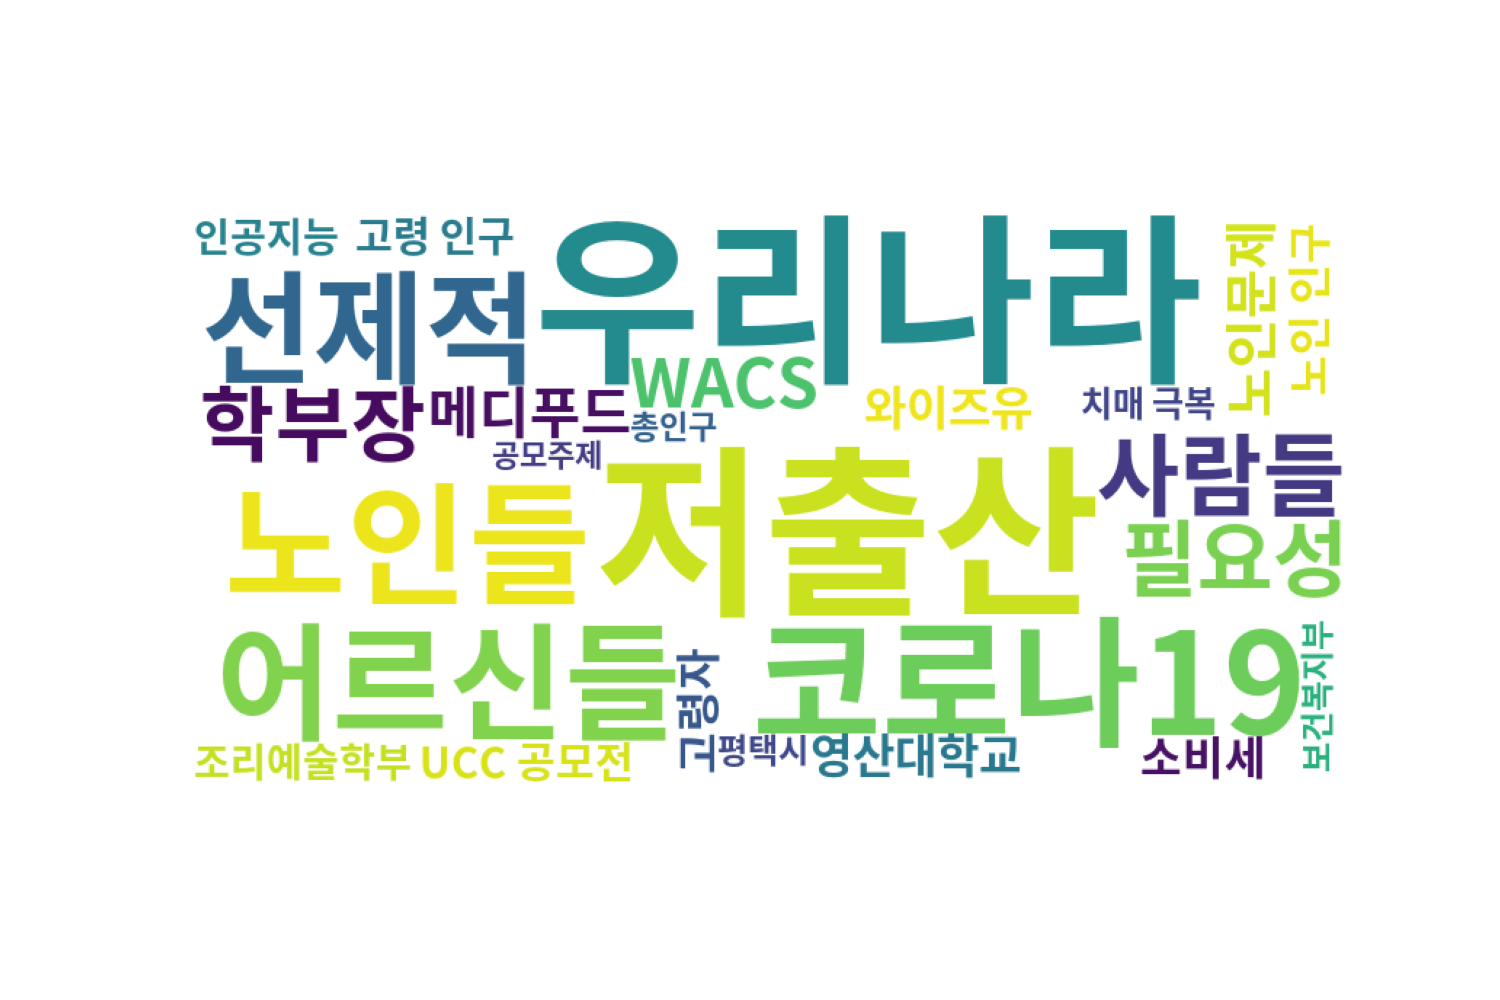 인공지능
고령 인구
우리나라
노인문제
노인 인구
선제적
WACS
학부장
메디푸드
총인구
와이즈유
치매 극복
공모주제
저출산
사람들
노인들
필요성
어르신들
고령자
코로나19
보건복지부
조리예술학부
UCC 공모전
평택시
영산대학교
소비세